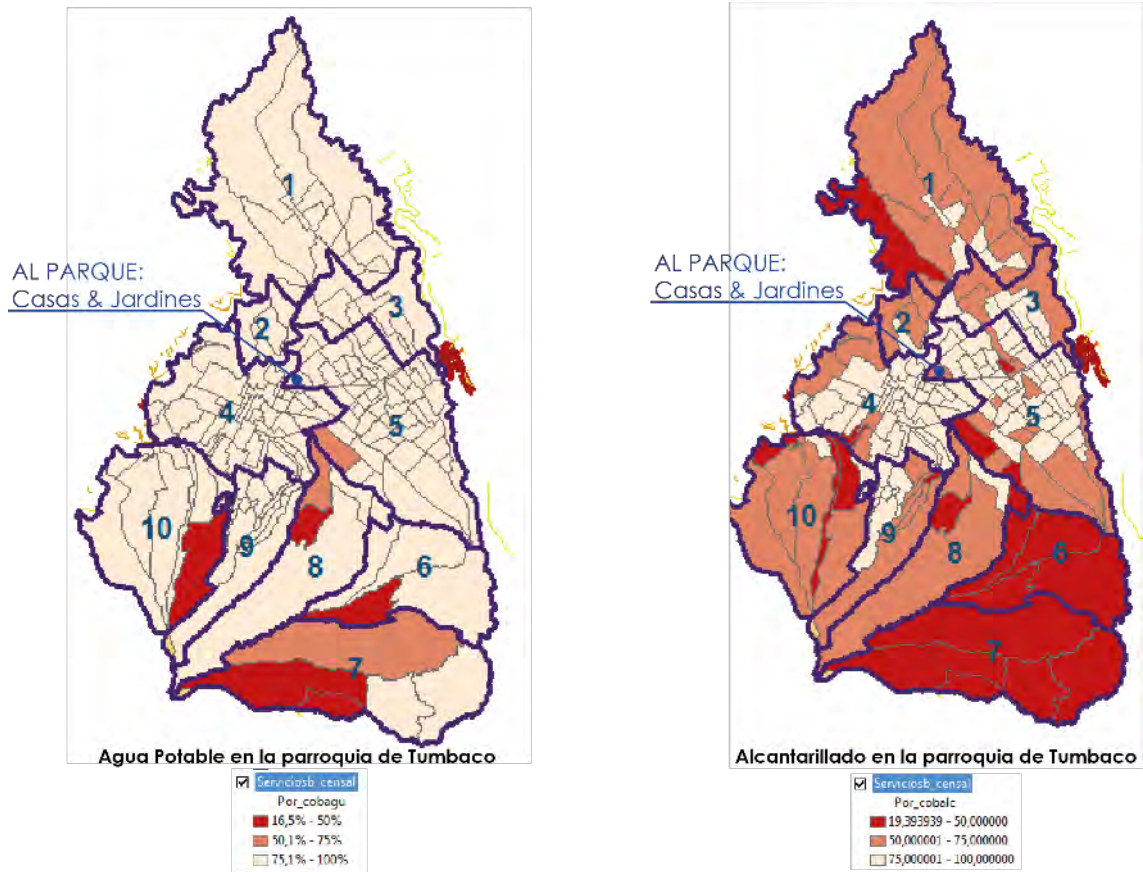 1
AL PARQUE:
Casas & Jardines
2
3
4
5
10
9
8
6
7
Agua Potable en la parroquia de Tumbaco
Serviciosb_censal
Por_cobagu
16,5% - 50%
50,1% - 75%
75,1% - 100%
1
AL PARQUE:
Casas & Jardines
2
3
4
5
10
9
8
6
7
Alcantarillado en la parroquia de Tumbaco
Serviciosb_censal
Por_cobalc
19,393939 - 50,000000
50,000001 - 75,000000
75,000001 - 100,000000